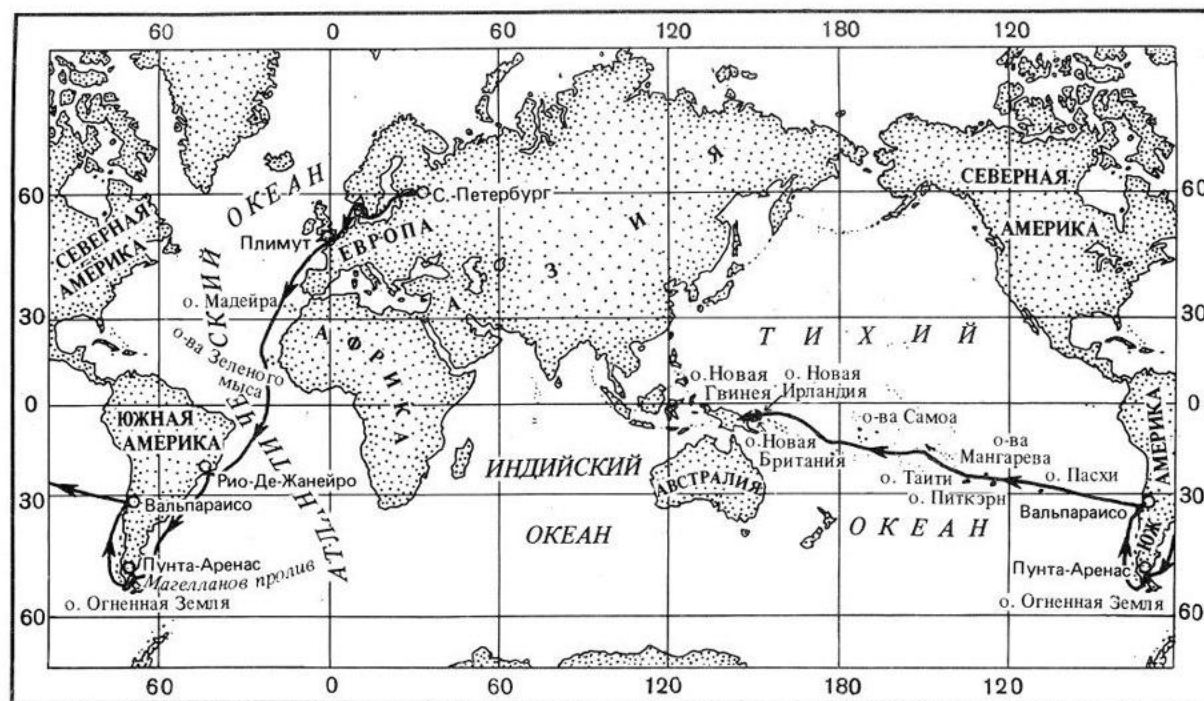 60
0
60
120
180
120
ОКЕАН
Я
СЕВЕРНАЯ
60
60
С.-Петербург
СЕВЕРНАЯ
АМЕРИКА
Плимут
ЕВРОПА
И
АМЕРИКА
З
СКИЙ
о. Мадейра
А
30
30
АФРИКА
ТИХИЙ
о-ва Зеленого
мыса
о. Новая
Гвинея
о. Новая
Ирландия
0
0
ЮЖНАЯ
АМЕРИКА
о-ва Самоа
АМЕРИКА
о-ва
Мангарева
АТЛАНТИЧЕ
о. Новая
Британия
ИНДИЙСКИЙ
Рио-Де-Жанейро
АВСТРАЛИЯ
о. Таити
о. Пасхи
о. Питкэрн
30
30
Вальпараисо
Вальпараисо
ОКЕАН
ОКЕАН
ЮЖ
Пунта-Аренас
Магелланов пролив
Пунта-Аренас
о. Огненная Земля
о. Огненная Земля
60
60
60
0
60
120
180
120